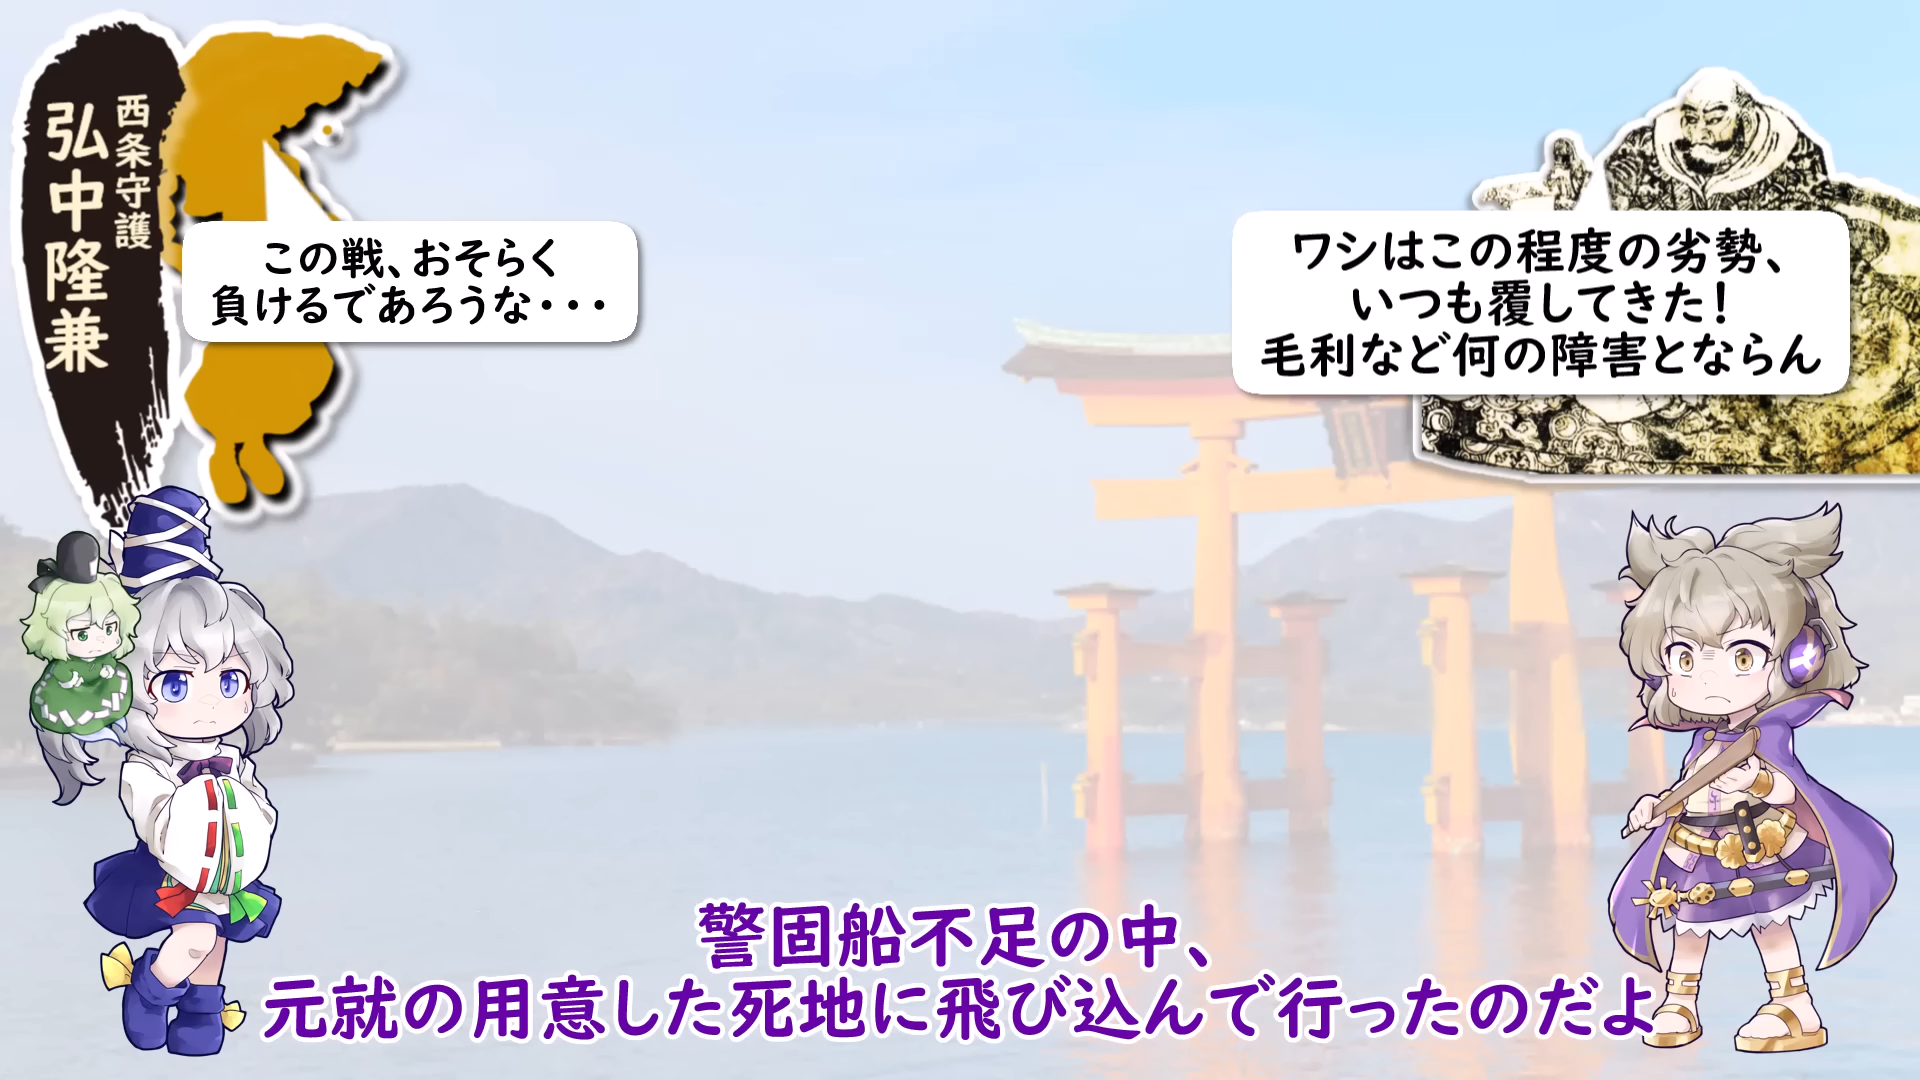 西条守護
弘中隆兼
この戦、おそらく
負けるであろうな・・・
ワシはこの程度の劣勢、
いつも覆してきた！
毛利など何の障害とならん
警固船不足の中、
元就の用意した死地に飛び込んで行ったのだよ